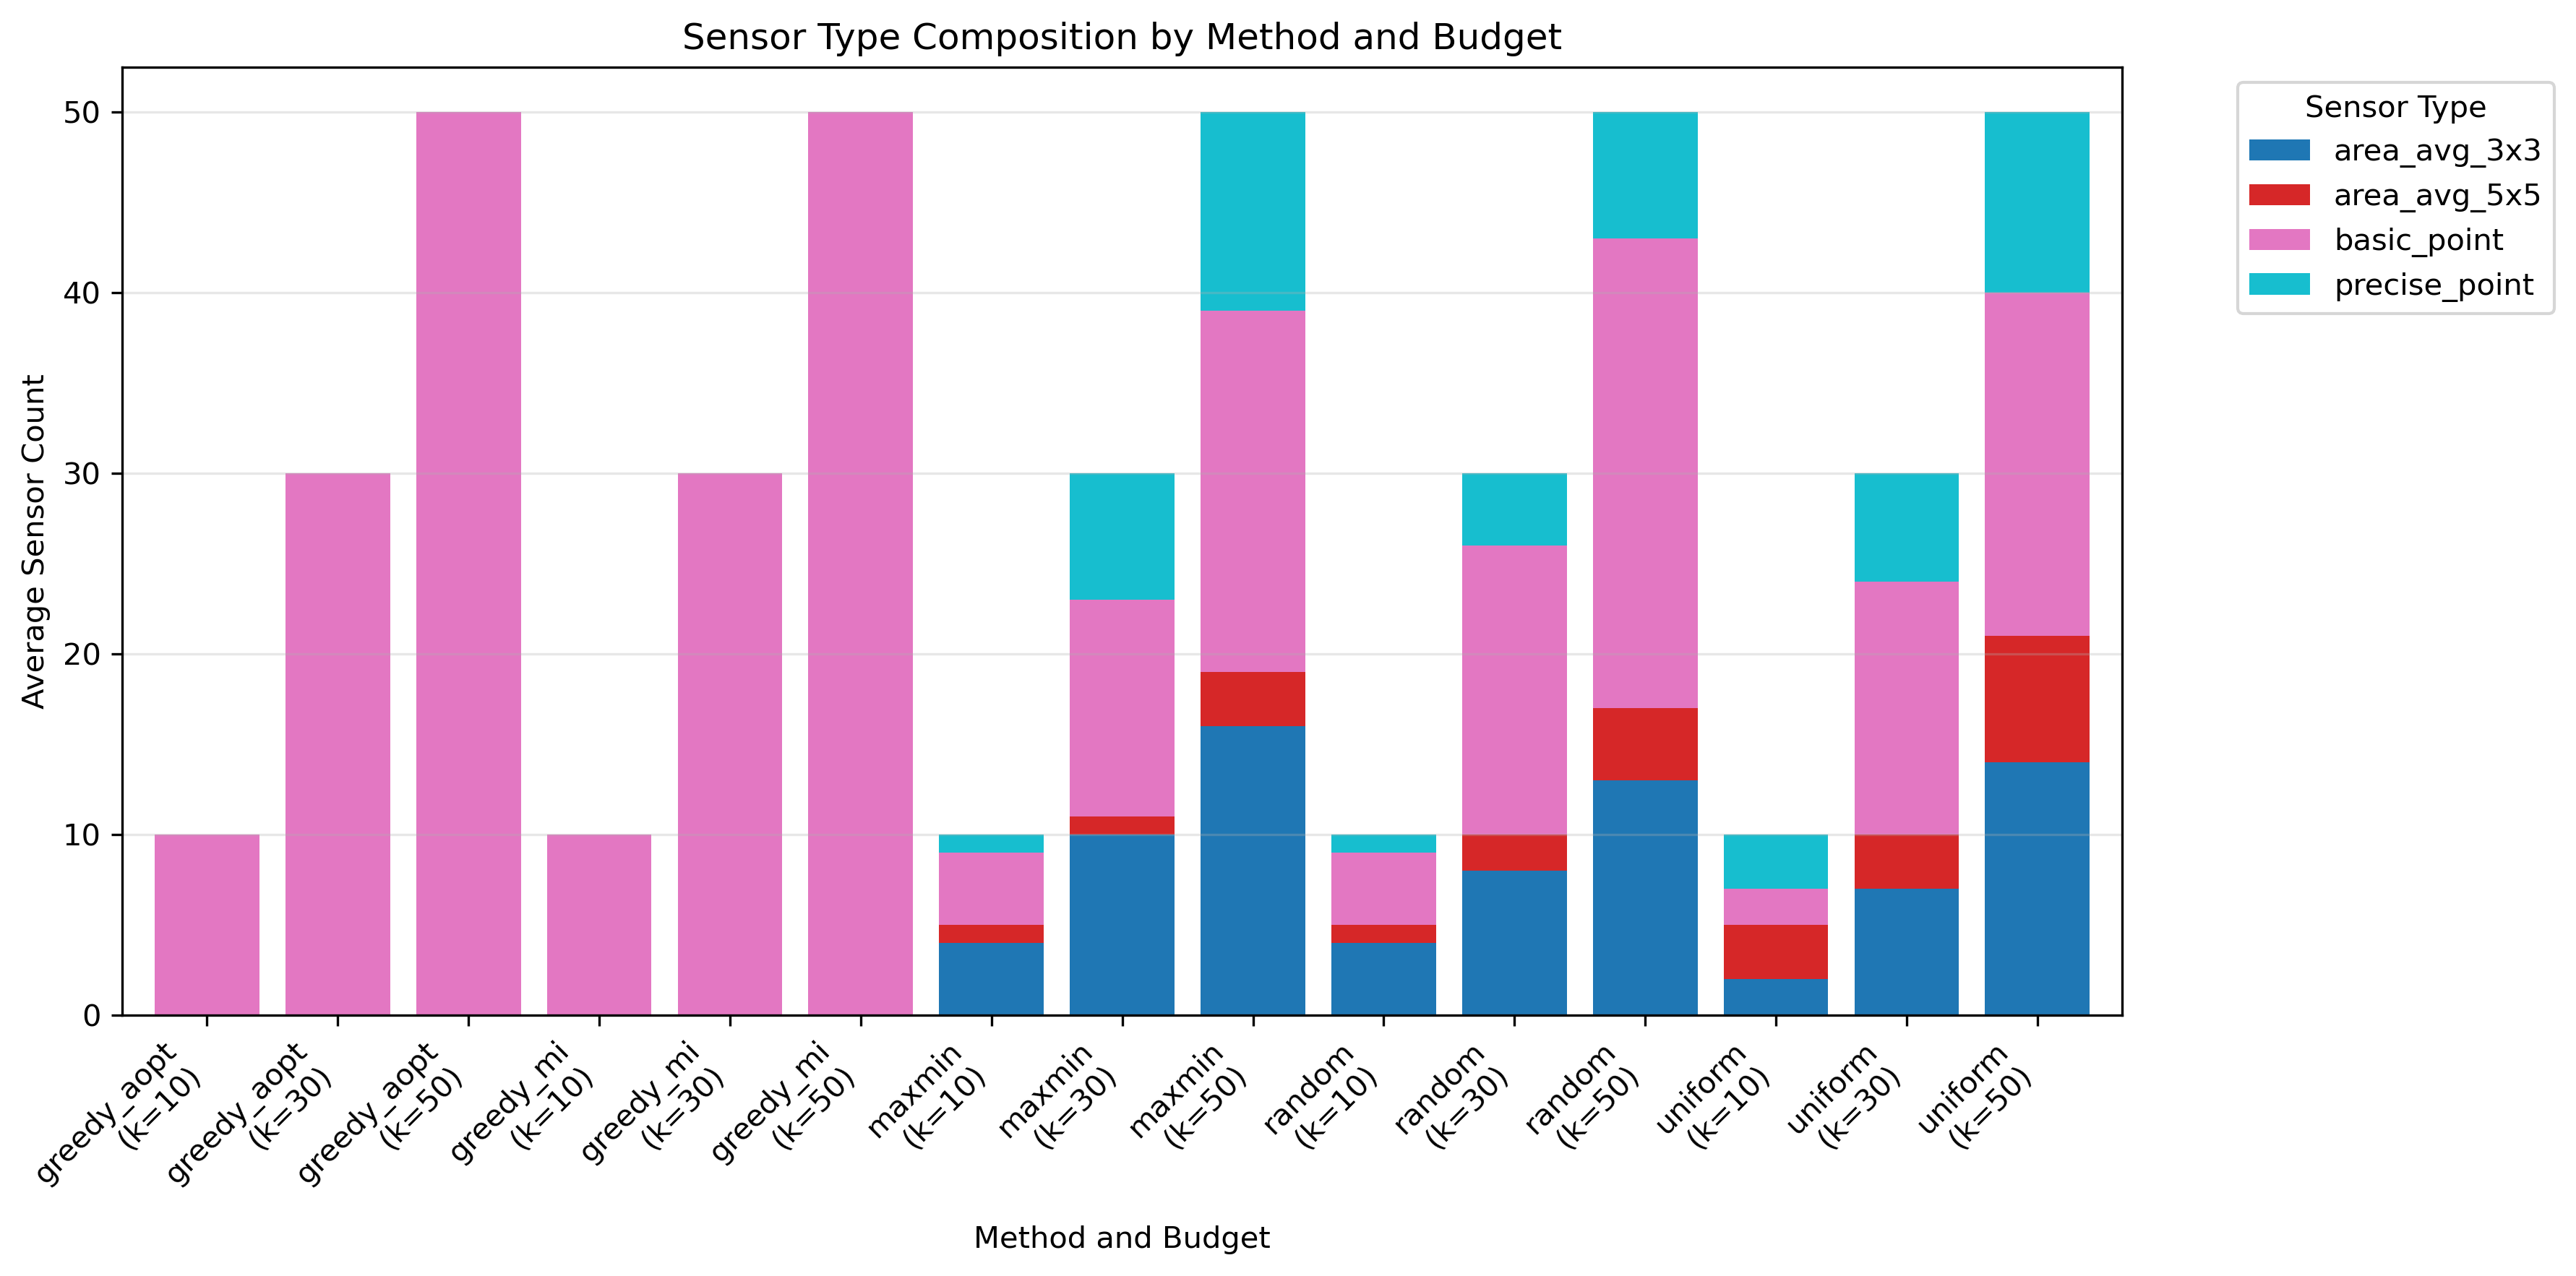 Sensor Type Composition by Method and Budget
Average Sensor Count
50
40
30
20
10
0
greedy_aopt
(k=10)
greedy_aopt
(k=30)
greedy_aopt
(k=50)
greedy_mi
(k=10)
greedy_mi
(k=30)
greedy_mi
(k=50)
maxmin
(k=10)
maxmin
(k=30)
maxmin
(k=50)
random
(k=10)
random
(k=30)
random
(k=50)
uniform
(k=10)
uniform
(k=30)
uniform
(k=50)
Method and Budget
Sensor Type
area_avg_3x3
area_avg_5x5
basic_point
precise_point